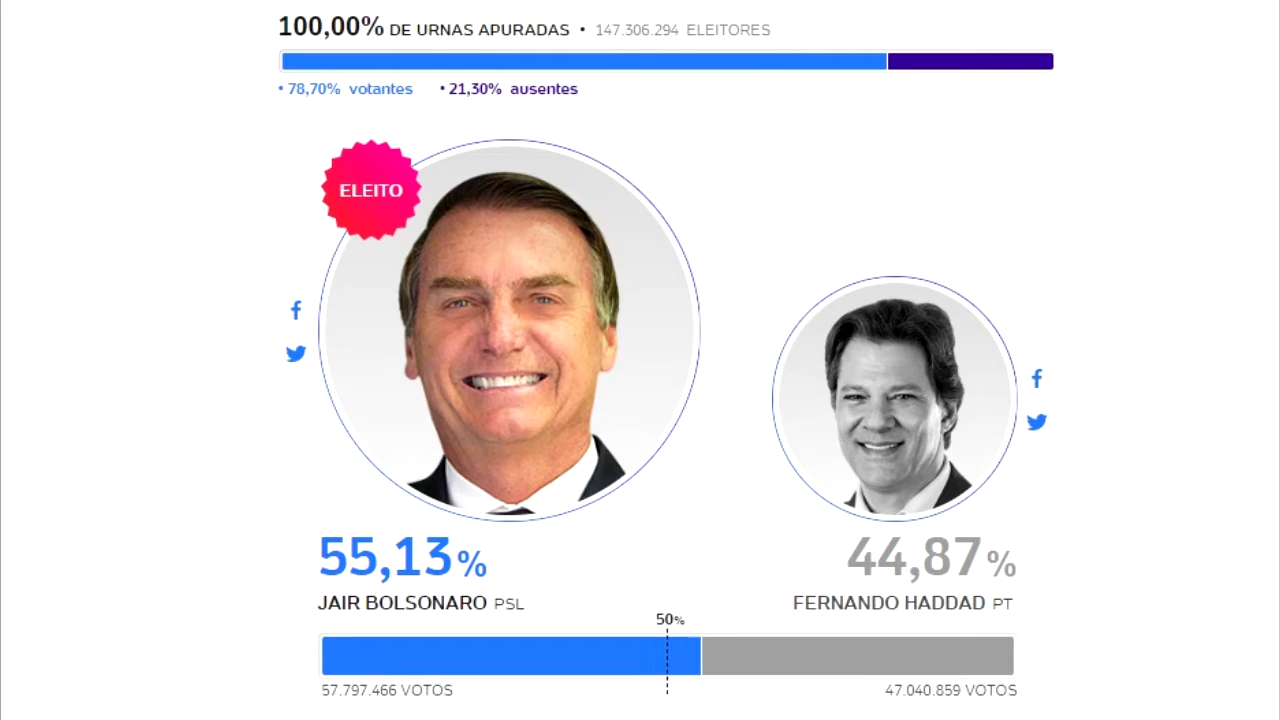 100,00% DE URNAS APURADAS • 147.306.294 ELEITORES
• 78,70% votantes • 21,30% ausentes
ELEITO
55,13% 44,87%
JAIR BOLSONARO PSL FERNANDO HADDAD PT
50%
57.797.466 VOTOS 47.040.859 VOTOS